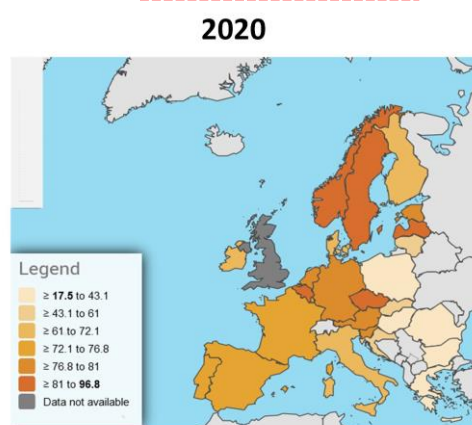 2020
Legend
≥ 17.5 to 43.1
≥ 43.1 to 61
≥ 61 to 72.1
≥ 72.1 to 76.8
≥ 76.8 to 81
≥ 81 to 96.8
Data not available